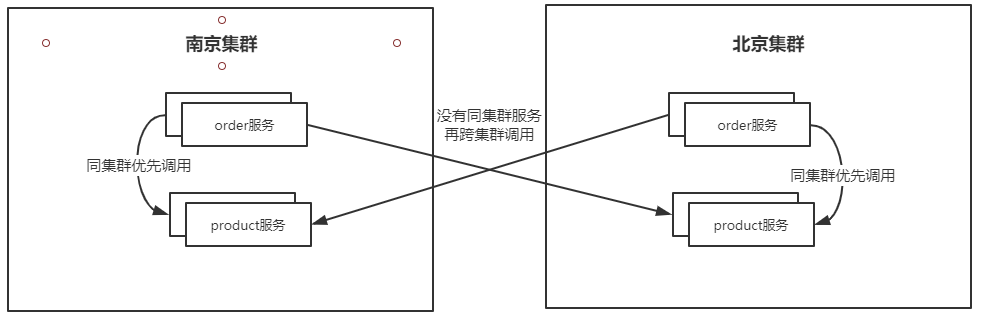 南京集群
北京集群
没有同集群服务
再跨集群调用
order服务
order服务
同集群优先调用
同集群优先调用
product服务
product服务